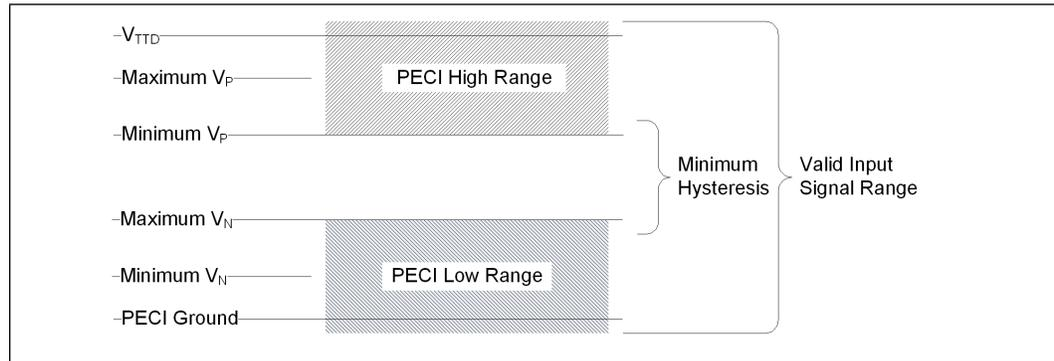 V_TTD
Maximum V_P
PECI High Range
Minimum V_P
Minimum
Hysteresis
Valid Input
Signal Range
Maximum V_N
Minimum V_N
PECI Low Range
PECI Ground